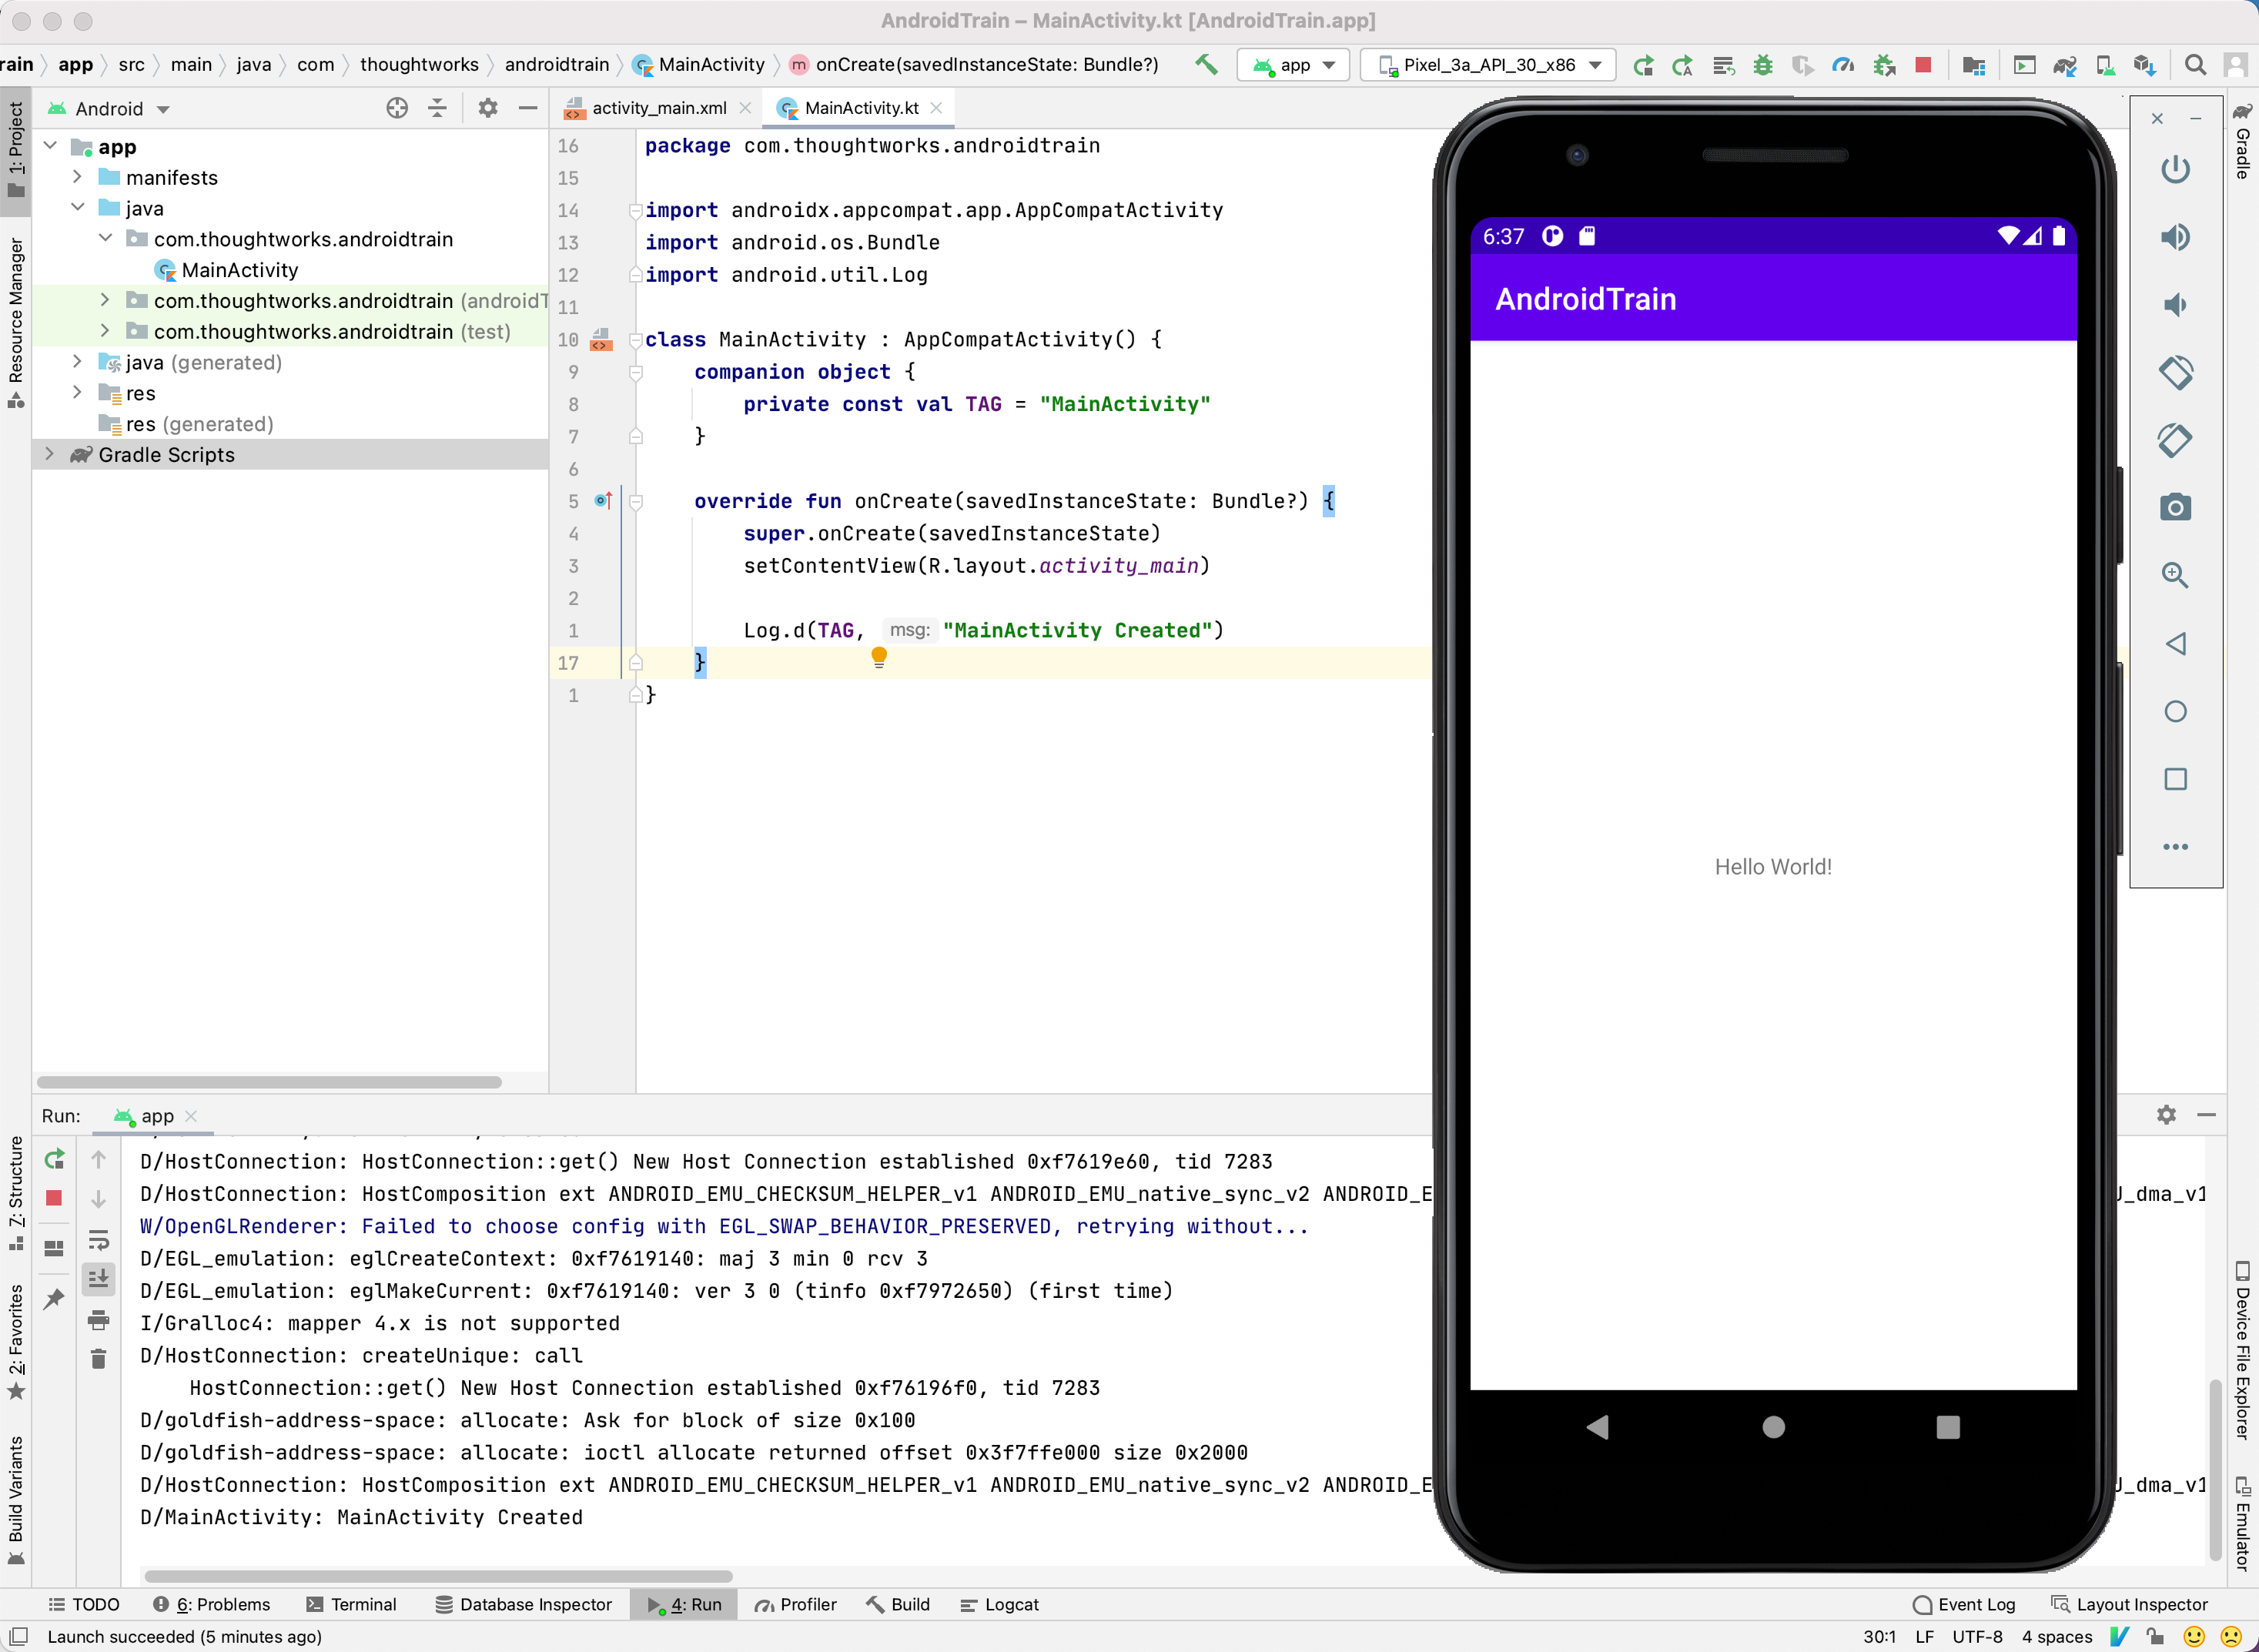 AndroidTrain – MainActivity.kt [AndroidTrain.app]
rain app src main java com thoughtworks androidtrain MainActivity m onCreate(savedInstanceState: Bundle?) app Pixel_3a_API_30_x86
1: Project
Resource Manager
Android
app
manifests
java
com.thoughtworks.androidtrain
MainActivity
com.thoughtworks.androidtrain (androidT
com.thoughtworks.androidtrain (test)
java (generated)
res
res (generated)
Gradle Scripts
activity_main.xml MainActivity.kt
16 package com.thoughtworks.androidtrain
15
14 import androidx.appcompat.app.AppCompatActivity
13 import android.os.Bundle
12 import android.util.Log
11
10 class MainActivity : AppCompatActivity() {
9 companion object {
8 private const val TAG = "MainActivity"
7 }
6
5 override fun onCreate(savedInstanceState: Bundle?) {
4 super.onCreate(savedInstanceState)
3 setContentView(R.layout.activity_main)
2
1 Log.d(TAG, msg: "MainActivity Created")
17 }
1 }
6:37
AndroidTrain
Hello World!
Gradle
Device File Explorer
Emulator
7: Structure
2: Favorites
Build Variants
Run: app
D/HostConnection: HostConnection::get() New Host Connection established 0xf7619e60, tid 7283
D/HostConnection: HostComposition ext ANDROID_EMU_CHECKSUM_HELPER_v1 ANDROID_EMU_native_sync_v2 ANDROID_E U_dma_v1
W/OpenGLRenderer: Failed to choose config with EGL_SWAP_BEHAVIOR_PRESERVED, retrying without...
D/EGL_emulation: eglCreateContext: 0xf7619140: maj 3 min 0 rcv 3
D/EGL_emulation: eglMakeCurrent: 0xf7619140: ver 3 0 (tinfo 0xf7972650) (first time)
I/Gralloc4: mapper 4.x is not supported
D/HostConnection: createUnique: call
HostConnection::get() New Host Connection established 0xf76196f0, tid 7283
D/goldfish-address-space: allocate: Ask for block of size 0x100
D/goldfish-address-space: allocate: ioctl allocate returned offset 0x3f7ffe000 size 0x2000
D/HostConnection: HostComposition ext ANDROID_EMU_CHECKSUM_HELPER_v1 ANDROID_EMU_native_sync_v2 ANDROID_E U_dma_v1
D/MainActivity: MainActivity Created
TODO 6: Problems Terminal Database Inspector 4: Run Profiler Build Logcat Event Log Layout Inspector
Launch succeeded (5 minutes ago) 30:1 LF UTF-8 4 spaces